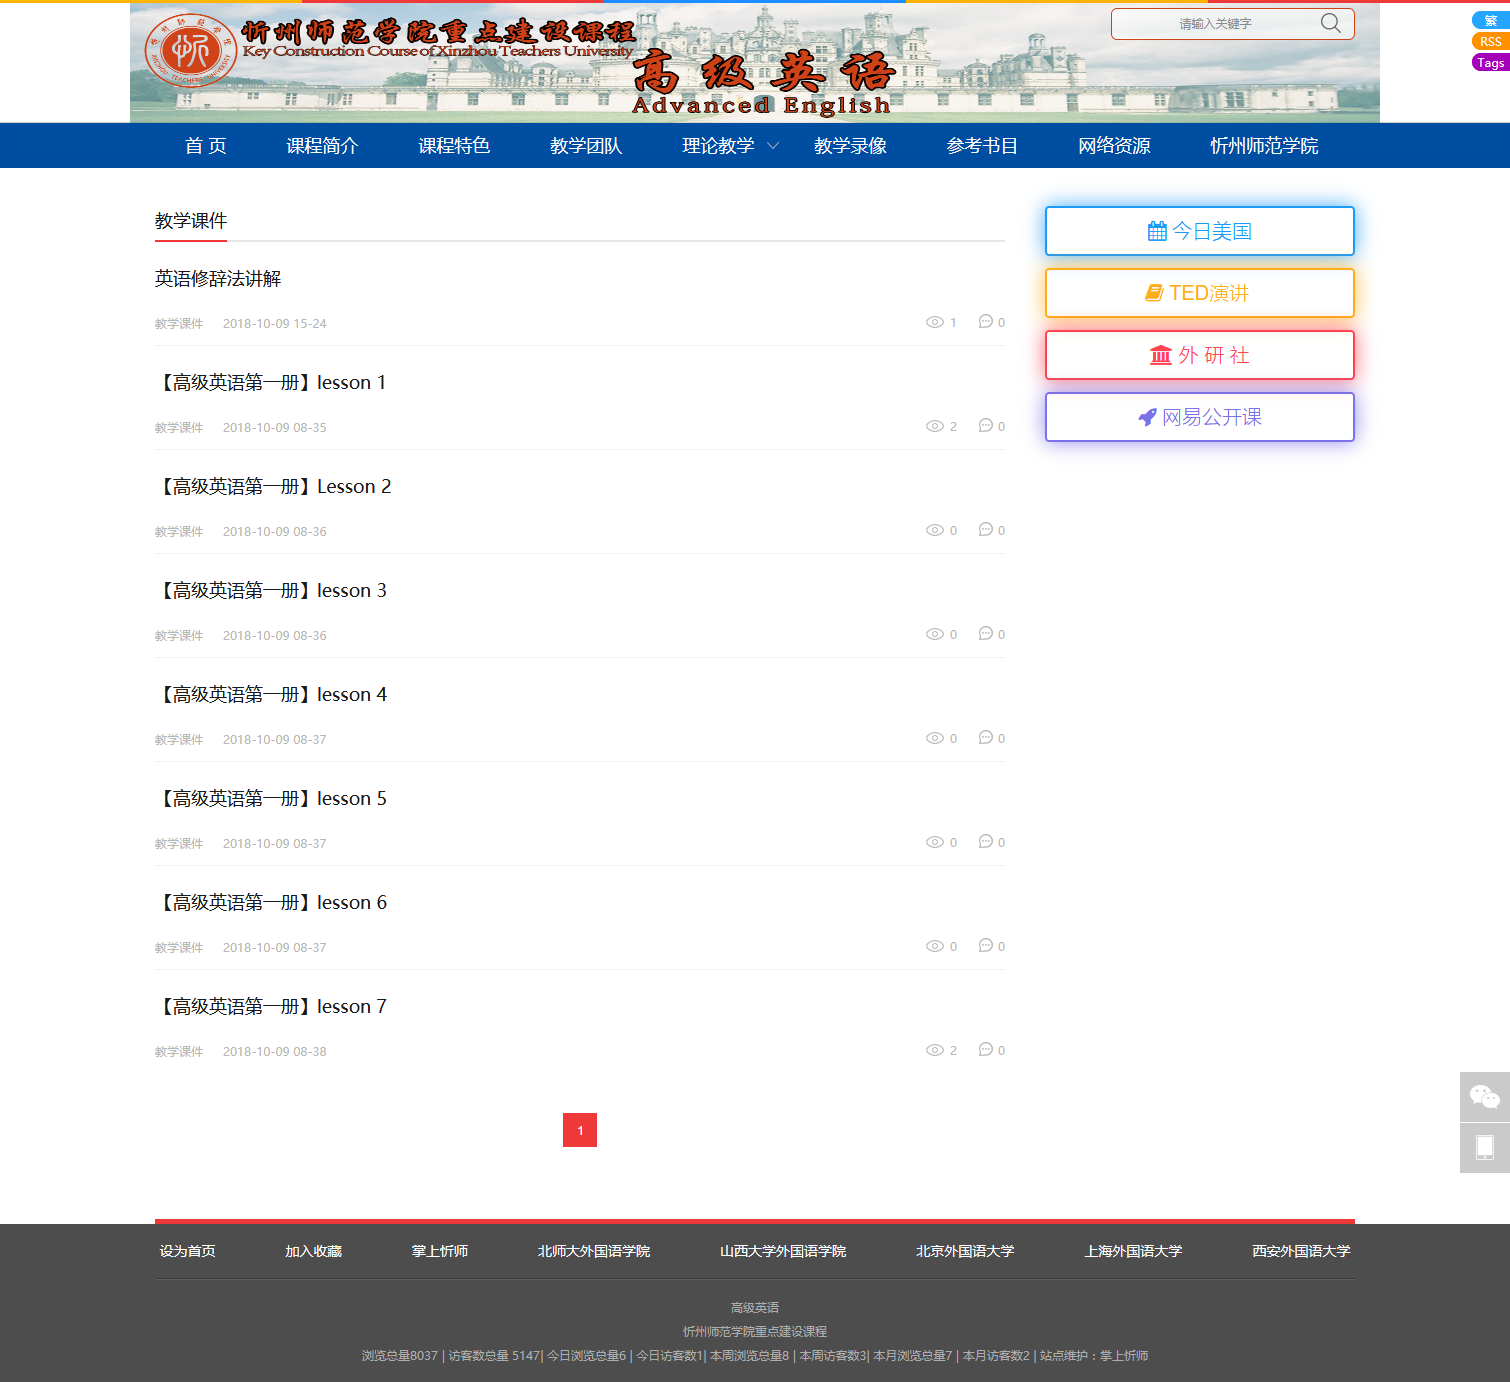 忻州师范学院重点建设课程
Key Construction Course of Xinzhou Teachers University
高级英语
Advanced English
请输入关键字
繁
RSS
Tags
首 页 课程简介 课程特色 教学团队 理论教学 教学录像 参考书目 网络资源 忻州师范学院
教学课件
英语修辞法讲解
教学课件 2018-10-09 15-24 1 0
【高级英语第一册】lesson 1
教学课件 2018-10-09 08-35 2 0
【高级英语第一册】Lesson 2
教学课件 2018-10-09 08-36 0 0
【高级英语第一册】lesson 3
教学课件 2018-10-09 08-36 0 0
【高级英语第一册】lesson 4
教学课件 2018-10-09 08-37 0 0
【高级英语第一册】lesson 5
教学课件 2018-10-09 08-37 0 0
【高级英语第一册】lesson 6
教学课件 2018-10-09 08-37 0 0
【高级英语第一册】lesson 7
教学课件 2018-10-09 08-38 2 0
1
今日美国
TED演讲
外 研 社
网易公开课
设为首页 加入收藏 掌上忻师 北师大外国语学院 山西大学外国语学院 北京外国语大学 上海外国语大学 西安外国语大学
高级英语
忻州师范学院重点建设课程
浏览总量8037 | 访客数总量 5147| 今日浏览总量6 | 今日访客数1| 本周浏览总量8 | 本周访客数3| 本月浏览总量7 | 本月访客数2 | 站点维护：掌上忻师